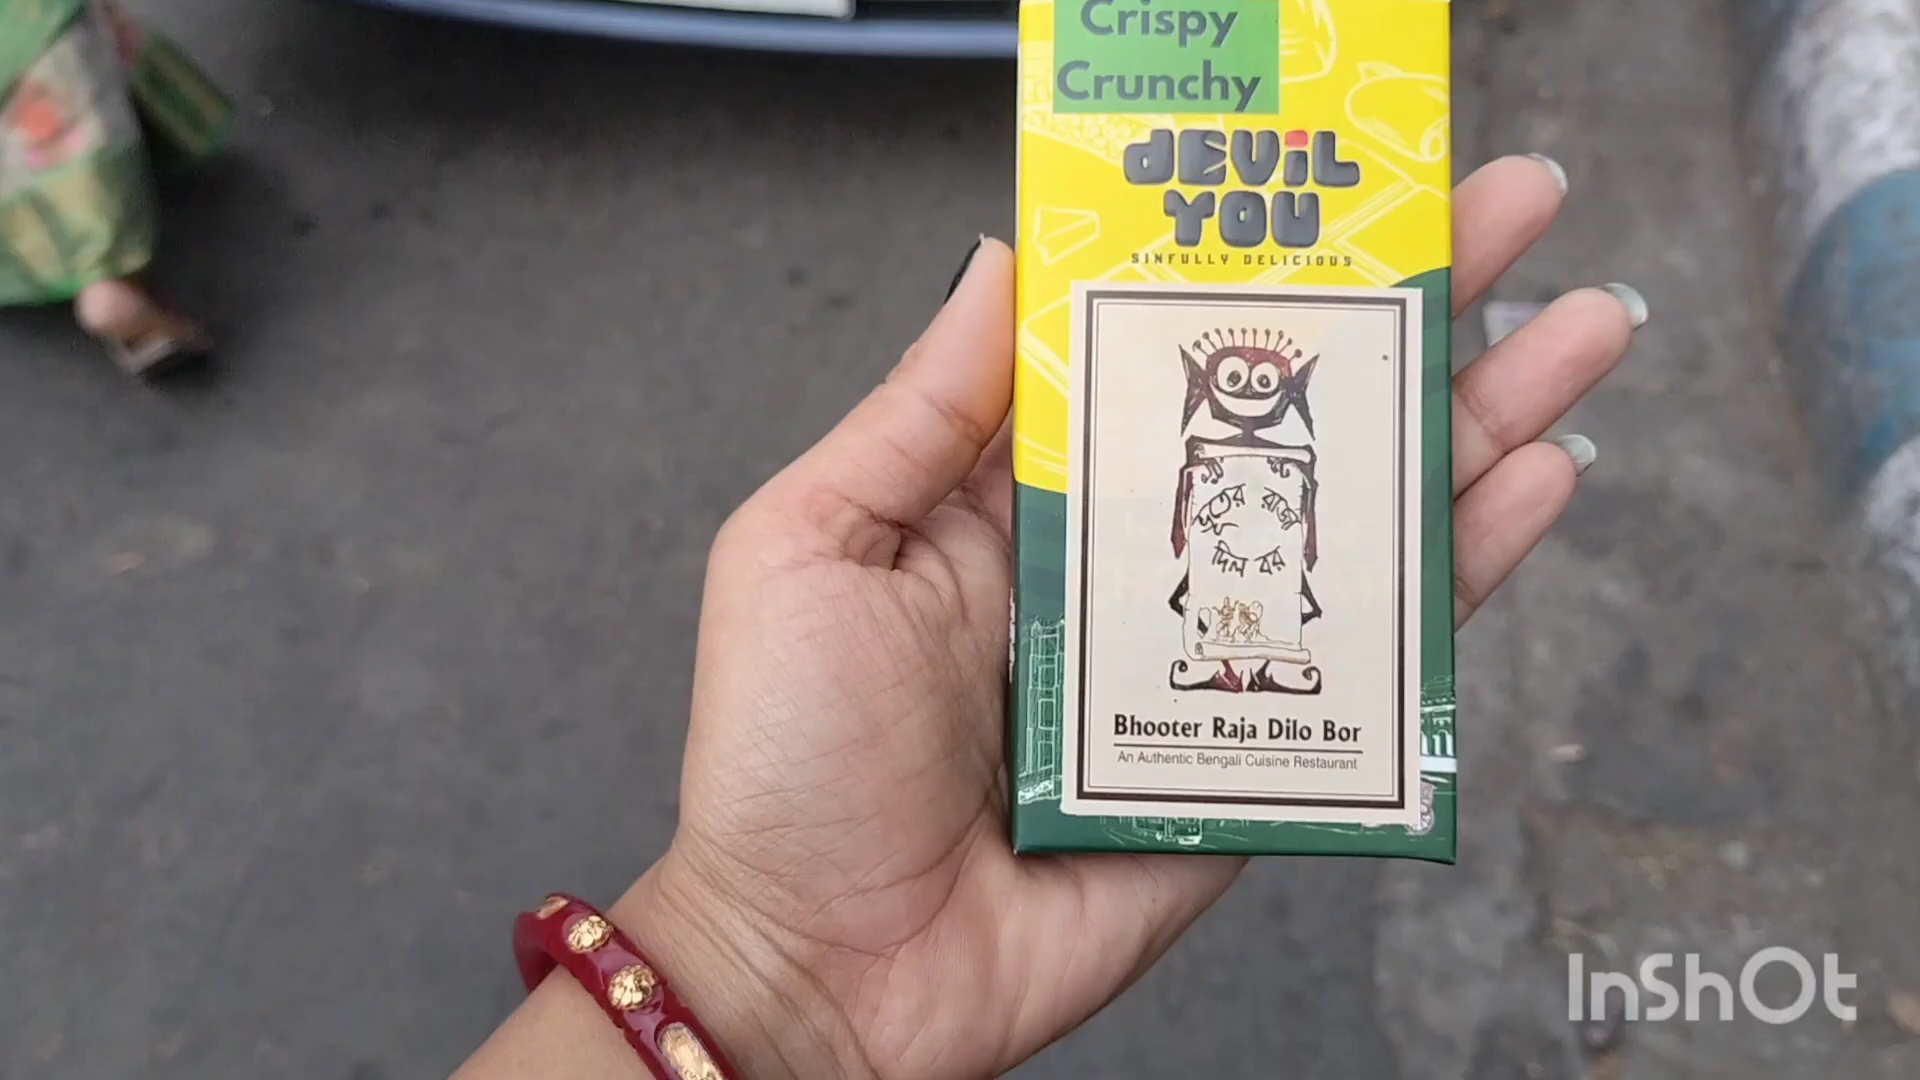 Crispy
Crunchy
dEViL
YOU
SINFULLY DELICIOUS
ভূতের রাজা
দিল বর
Bhooter Raja Dilo Bor
An Authentic Bengali Cuisine Restaurant
InShOt